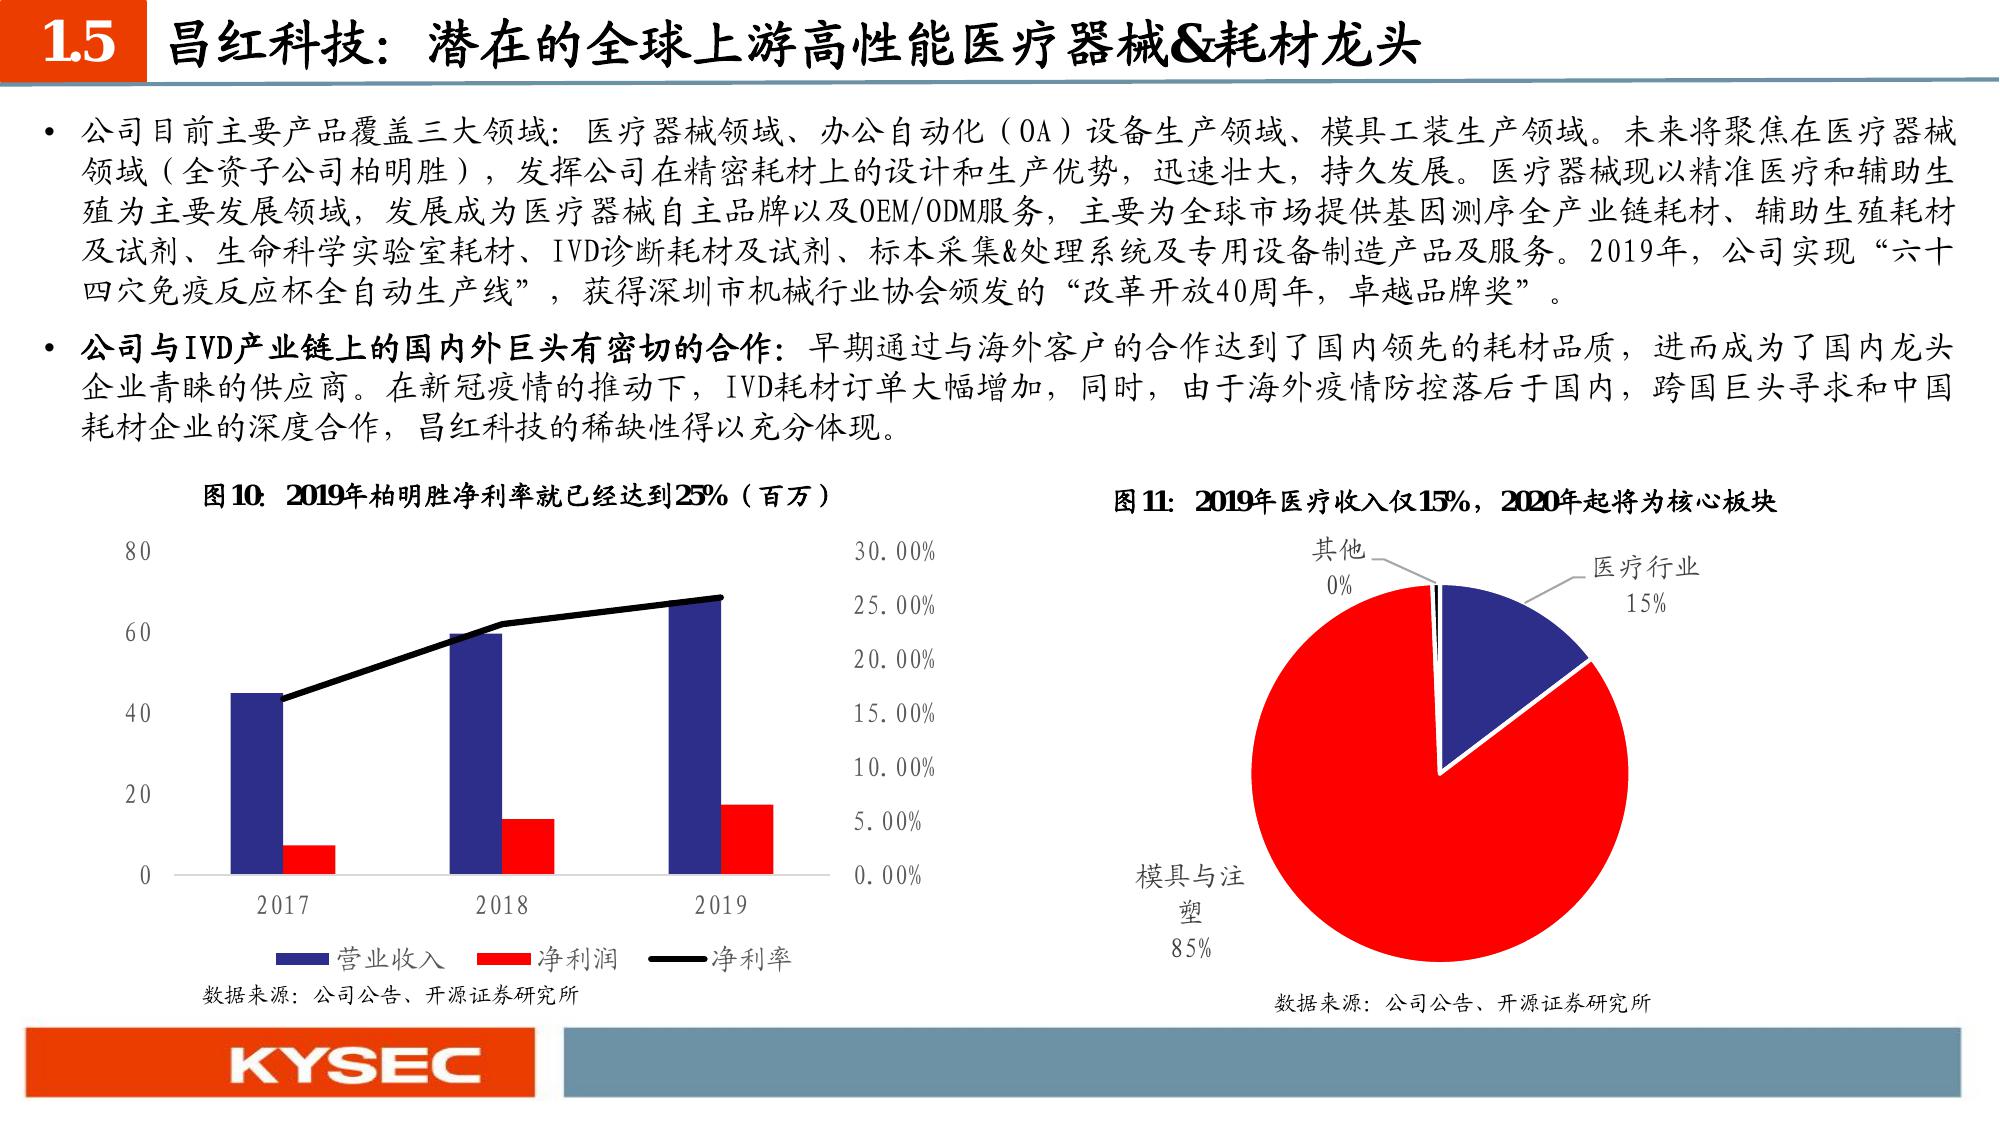 1.5 昌红科技：潜在的全球上游高性能医疗器械&耗材龙头
• 公司目前主要产品覆盖三大领域：医疗器械领域、办公自动化（OA）设备生产领域、模具工装生产领域。未来将聚焦在医疗器械
领域（全资子公司柏明胜），发挥公司在精密耗材上的设计和生产优势，迅速壮大，持久发展。医疗器械现以精准医疗和辅助生
殖为主要发展领域，发展成为医疗器械自主品牌以及OEM/ODM服务，主要为全球市场提供基因测序全产业链耗材、辅助生殖耗材
及试剂、生命科学实验室耗材、IVD诊断耗材及试剂、标本采集&处理系统及专用设备制造产品及服务。2019年，公司实现“六十
四穴免疫反应杯全自动生产线”，获得深圳市机械行业协会颁发的“改革开放40周年，卓越品牌奖”。
• 公司与IVD产业链上的国内外巨头有密切的合作：早期通过与海外客户的合作达到了国内领先的耗材品质，进而成为了国内龙头
企业青睐的供应商。在新冠疫情的推动下，IVD耗材订单大幅增加，同时，由于海外疫情防控落后于国内，跨国巨头寻求和中国
耗材企业的深度合作，昌红科技的稀缺性得以充分体现。
图10：2019年柏明胜净利率就已经达到25%（百万）
80
60
40
20
0
30.00%
25.00%
20.00%
15.00%
10.00%
5.00%
0.00%
2017 2018 2019
营业收入 净利润 净利率
数据来源：公司公告、开源证券研究所
图11：2019年医疗收入仅15%，2020年起将为核心板块
其他
0%
医疗行业
15%
模具与注
塑
85%
数据来源：公司公告、开源证券研究所
KYSEC